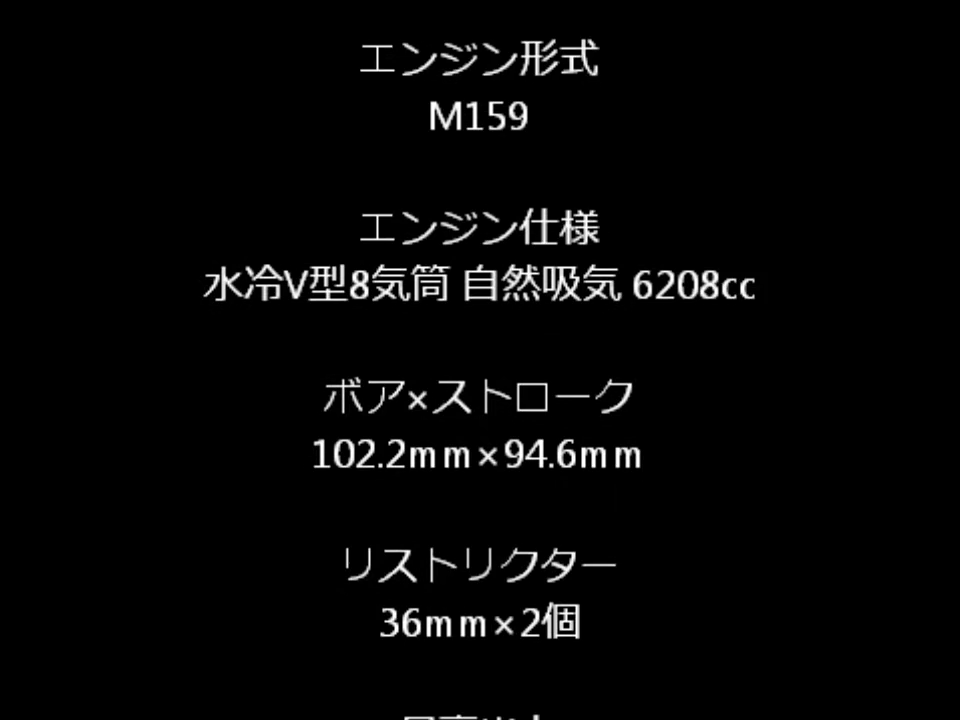 エンジン形式
M159
エンジン仕様
水冷V型8気筒 自然吸気 6208cc
ボア×ストローク
102.2mm×94.6mm
リストリクター
36mm×2個